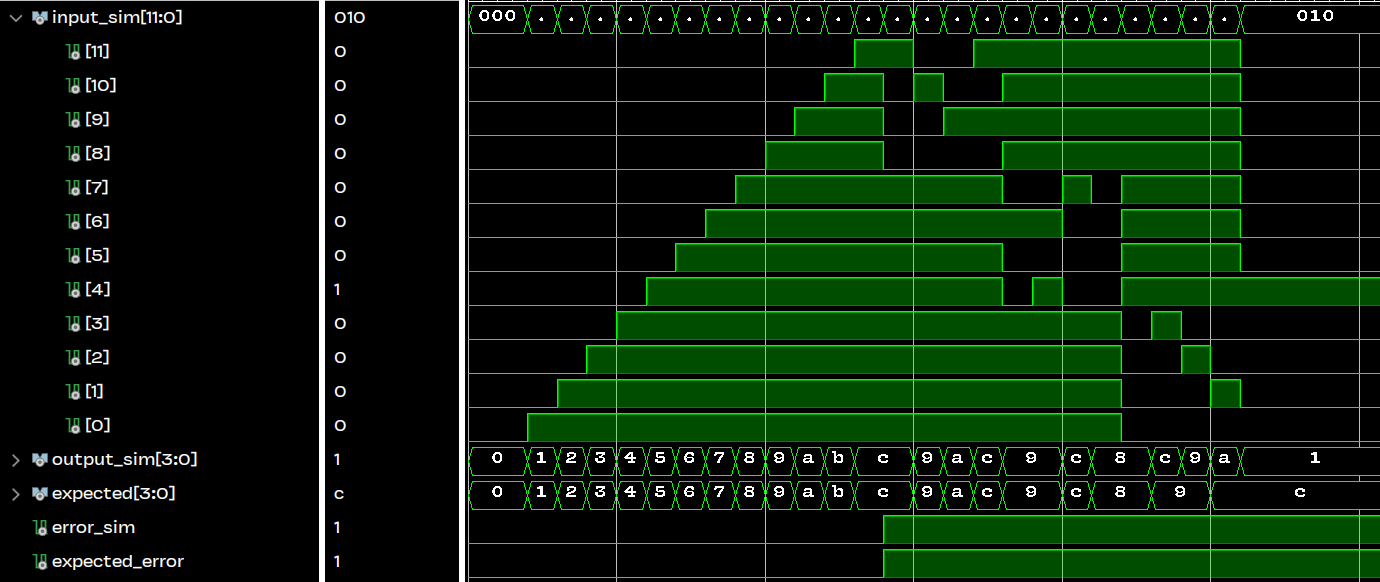 input_sim[11:0] 010 000 010
[11] 0
[10] 0
[9] 0
[8] 0
[7] 0
[6] 0
[5] 0
[4] 1
[3] 0
[2] 0
[1] 0
[0] 0
output_sim[3:0] 1 0 1 2 3 4 5 6 7 8 9 a b c 9 a c 9 c 8 c 9 a 1
expected[3:0] c 0 1 2 3 4 5 6 7 8 9 a b c 9 a c 9 c 8 9 c
error_sim 1
expected_error 1